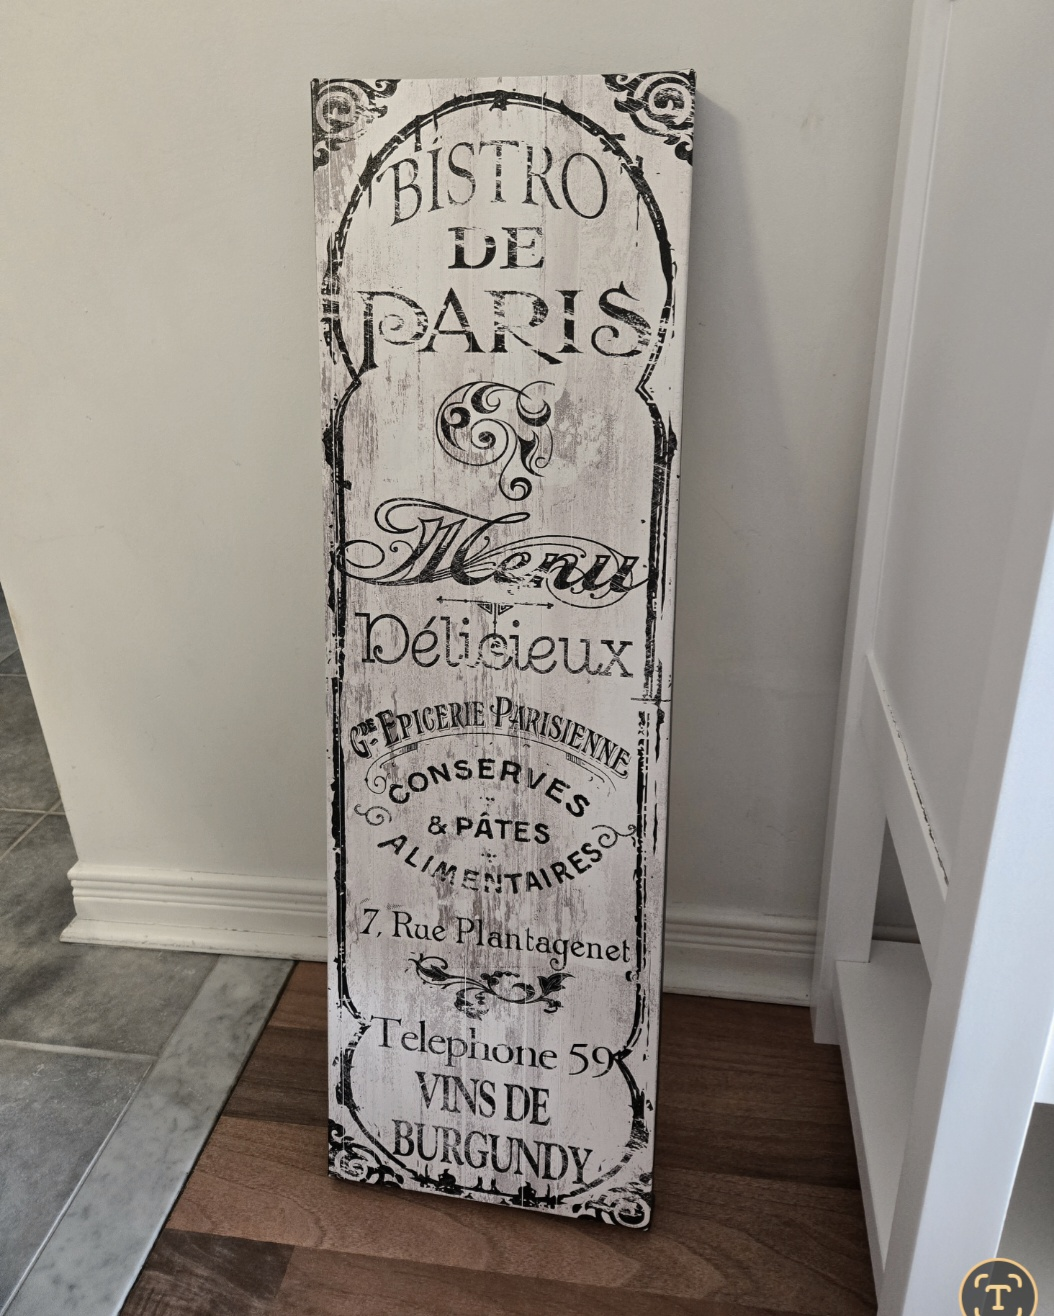 BISTRO
DE
PARIS
Menu
Délicieux
GDE EPICERIE PARISIENNE
CONSERVES
& PÂTES
ALIMENTAIRES
7, Rue Plantagenet
Telephone 59
VINS DE
BURGUNDY
T